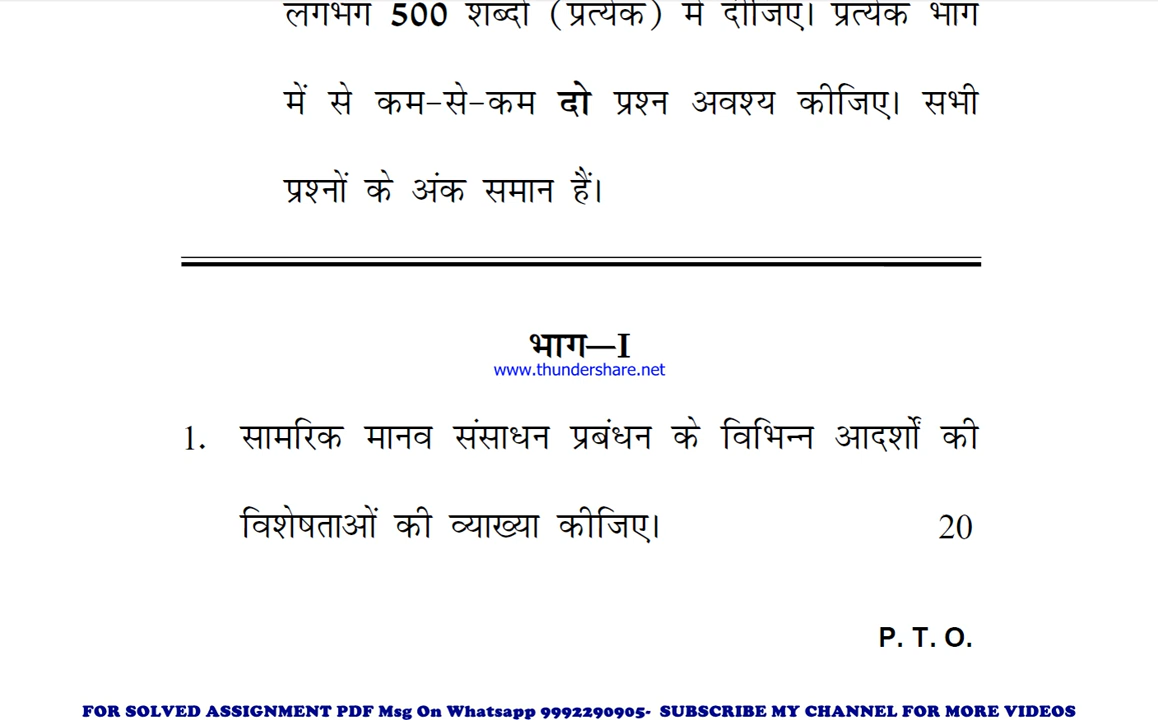 लगभग 500 शब्दों (प्रत्येक) में दीजिए। प्रत्येक भाग
में से कम-से-कम दो प्रश्न अवश्य कीजिए। सभी
प्रश्नों के अंक समान हैं।
भाग—I
www.thundershare.net
1. सामरिक मानव संसाधन प्रबंधन के विभिन्न आदर्शों की
विशेषताओं की व्याख्या कीजिए। 20
P. T. O.
FOR SOLVED ASSIGNMENT PDF Msg On Whatsapp 9992290905- SUBSCRIBE MY CHANNEL FOR MORE VIDEOS